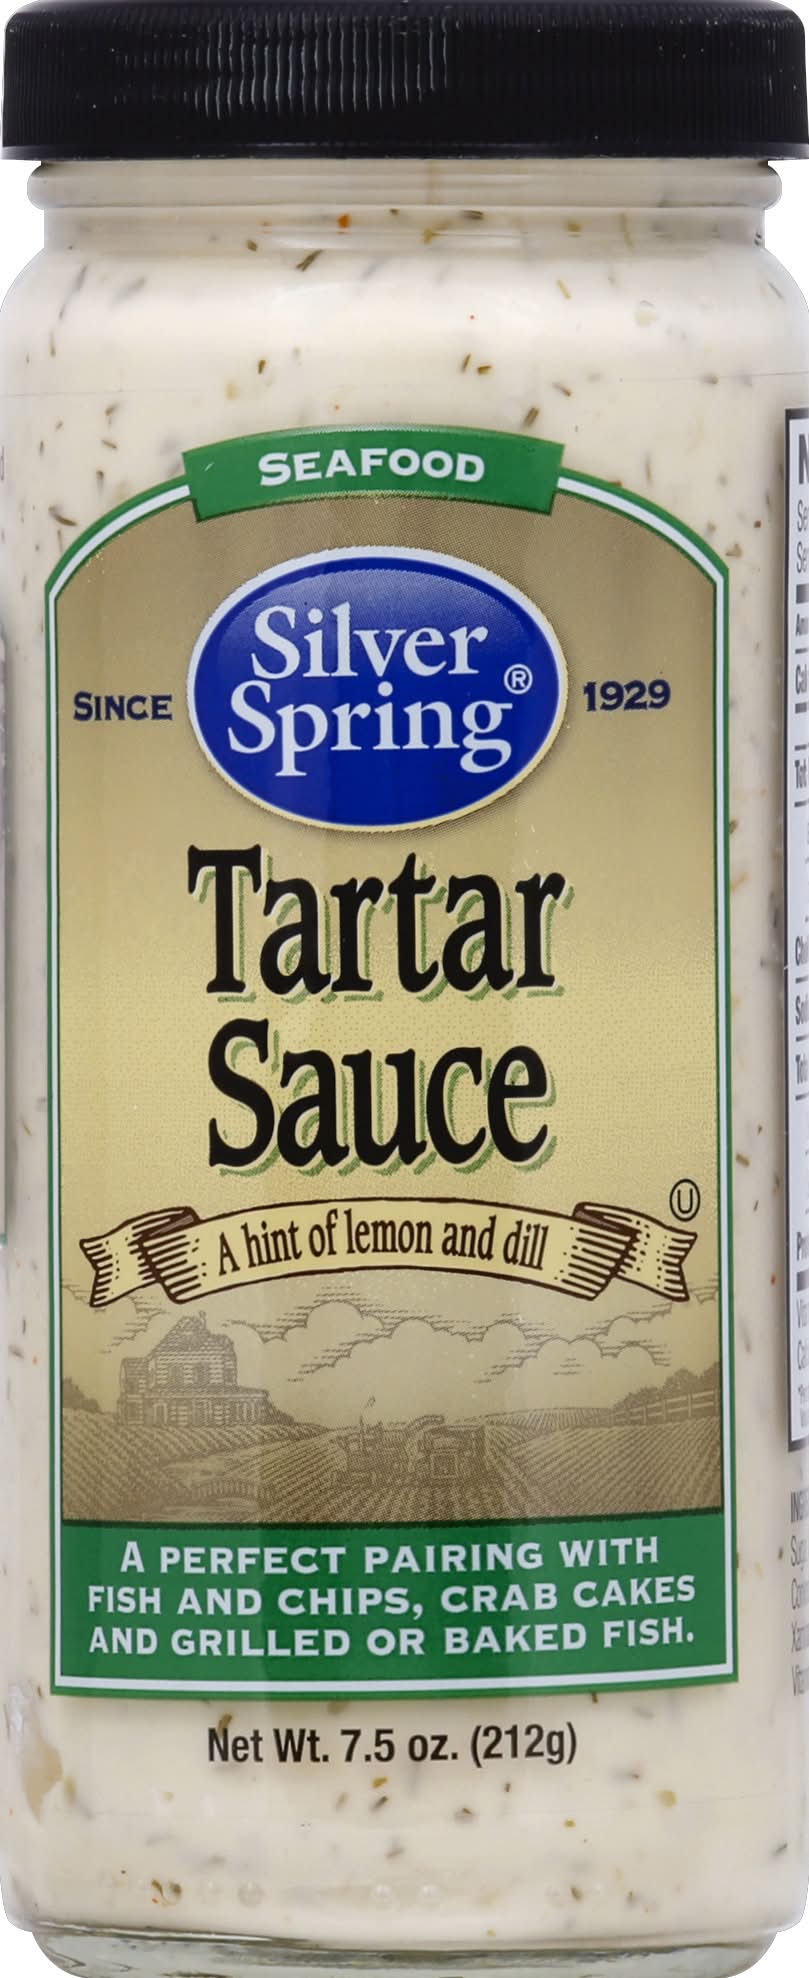 SEAFOOD
Silver
Spring®
SINCE 1929
Tartar
Sauce
U
A hint of lemon and dill
A PERFECT PAIRING WITH
FISH AND CHIPS, CRAB CAKES
AND GRILLED OR BAKED FISH.
Net Wt. 7.5 oz. (212g)